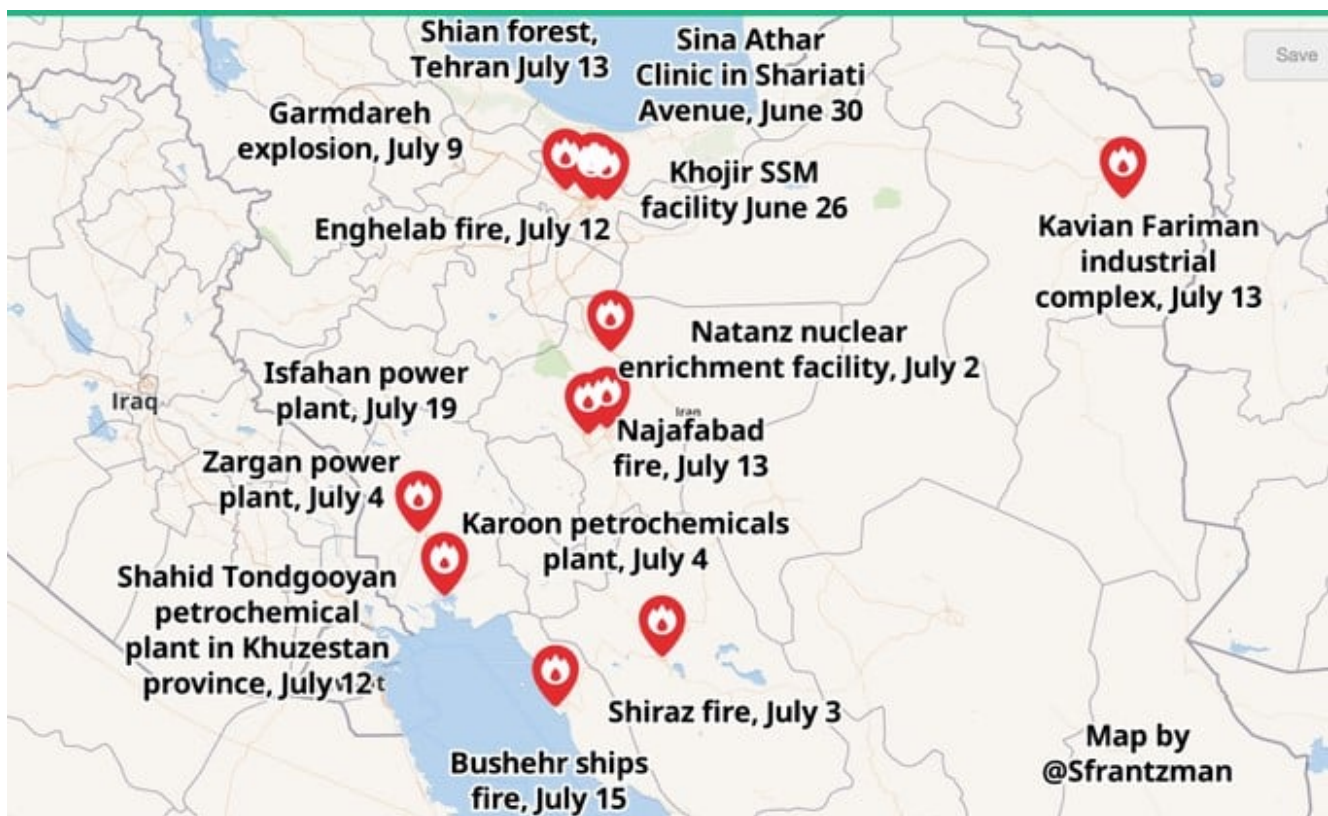 Shian forest,
Tehran July 13
Sina Athar
Clinic in Shariati
Avenue, June 30
Save
Garmdareh
explosion, July 9
Khojir SSM
facility June 26
Enghelab fire, July 12
Kavian Fariman
industrial
complex, July 13
Natanz nuclear
enrichment facility, July 2
Isfahan power
plant, July 19
Iraq
Iran
Najafabad
fire, July 13
Zargan power
plant, July 4
Karoon petrochemicals
plant, July 4
Shahid Tondgooyan
petrochemical
plant in Khuzestan
province, July 12
Shiraz fire, July 3
Bushehr ships
fire, July 15
Map by
@Sfrantzman